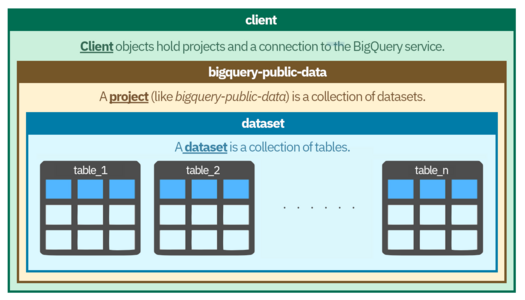 client
Client objects hold projects and a connection to the BigQuery service.
bigquery-public-data
A project (like bigquery-public-data) is a collection of datasets.
dataset
A dataset is a collection of tables.
table_1 table_2 . . . . . . table_n